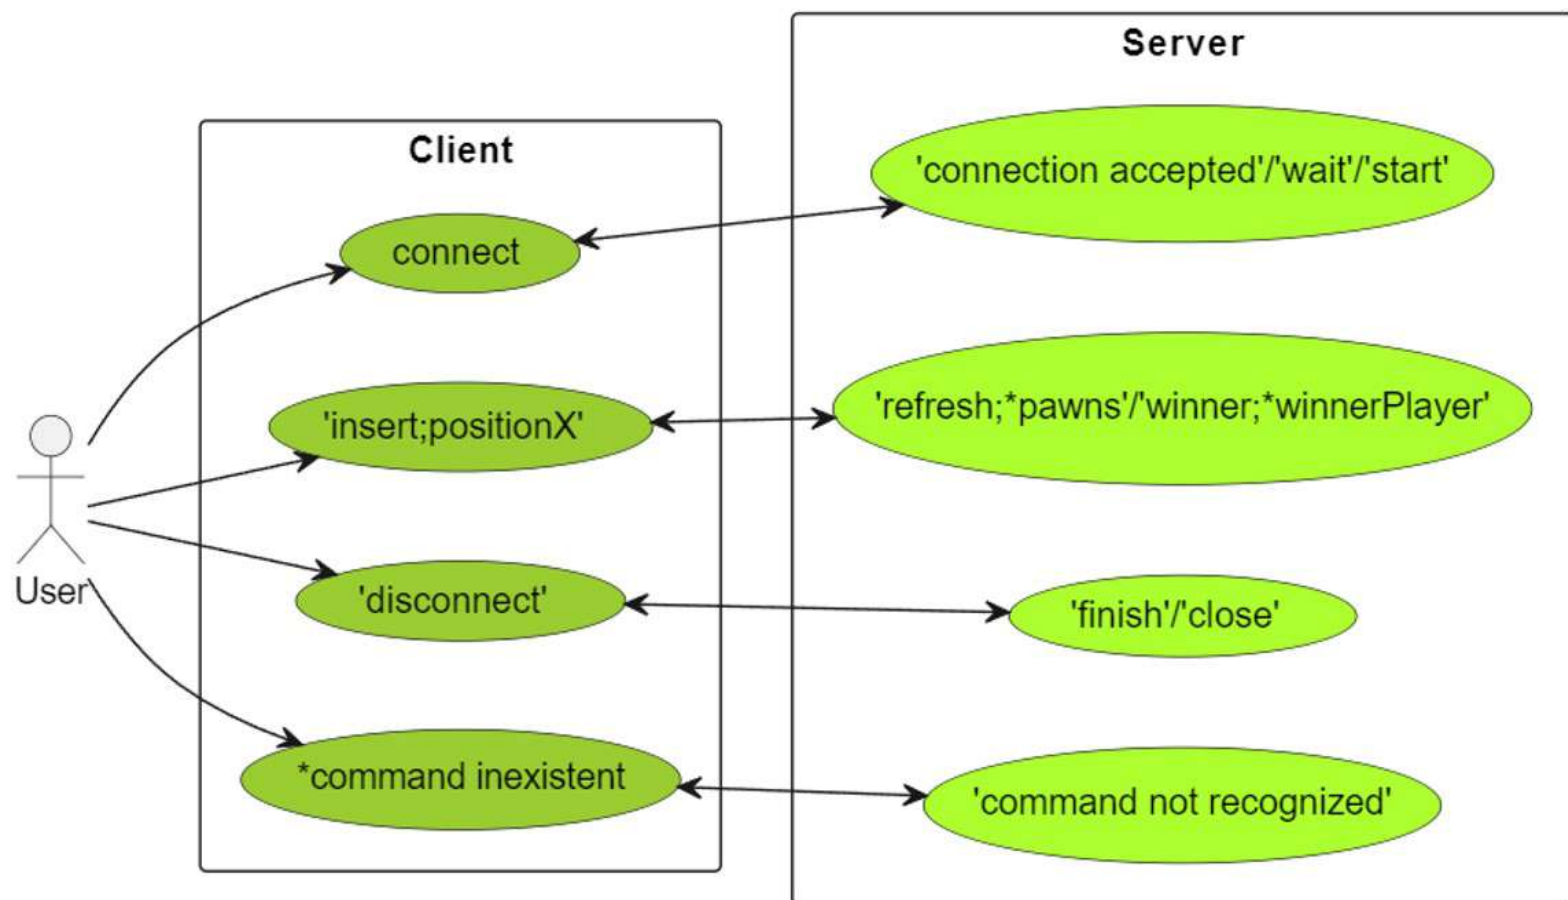 Server
Client
'connection accepted'/'wait'/'start'
connect
'refresh;*pawns'/'winner;*winnerPlayer'
'insert;positionX'
User
'disconnect'
'finish'/'close'
*command inexistent
'command not recognized'